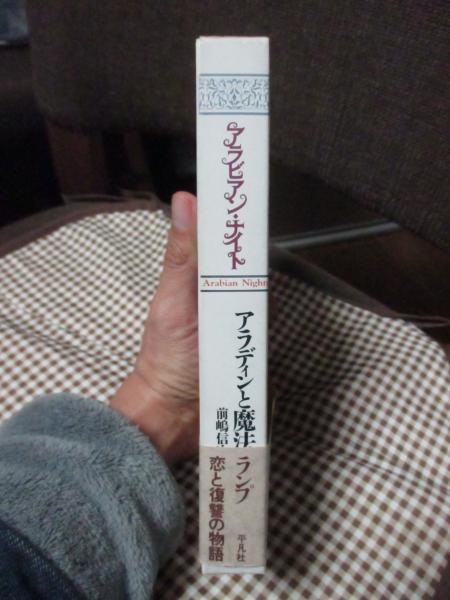 アラビアン・ナイト
Arabian Night
アラディンと魔法
前嶋信
ランプ
恋と復讐の物語
平凡社